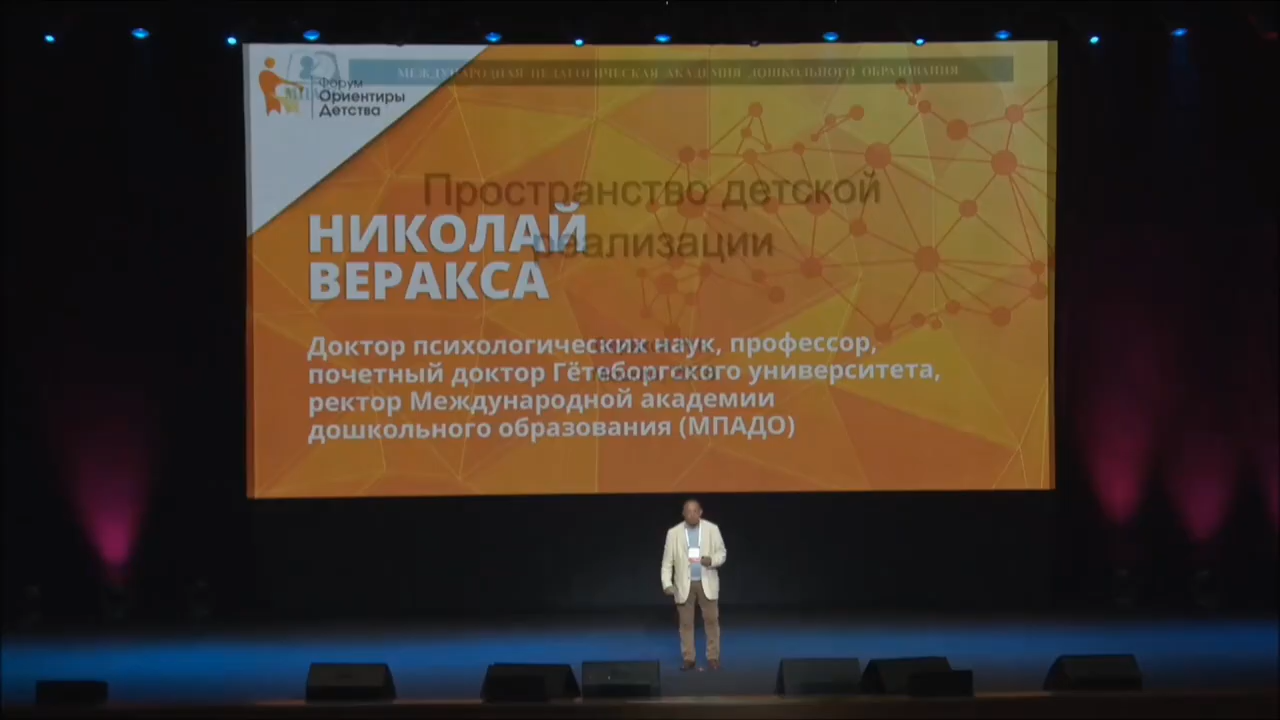 МЕЖДУНАРОДНАЯ ПЕДАГОГИЧЕСКАЯ АКАДЕМИЯ ДОШКОЛЬНОГО ОБРАЗОВАНИЯ
Форум
Ориентиры
Детства
Пространство детской
реализации
НИКОЛАЙ
ВЕРАКСА
Доктор психологических наук, профессор,
почетный доктор Гётеборгского университета,
ректор Международной академии
дошкольного образования (МПАДО)